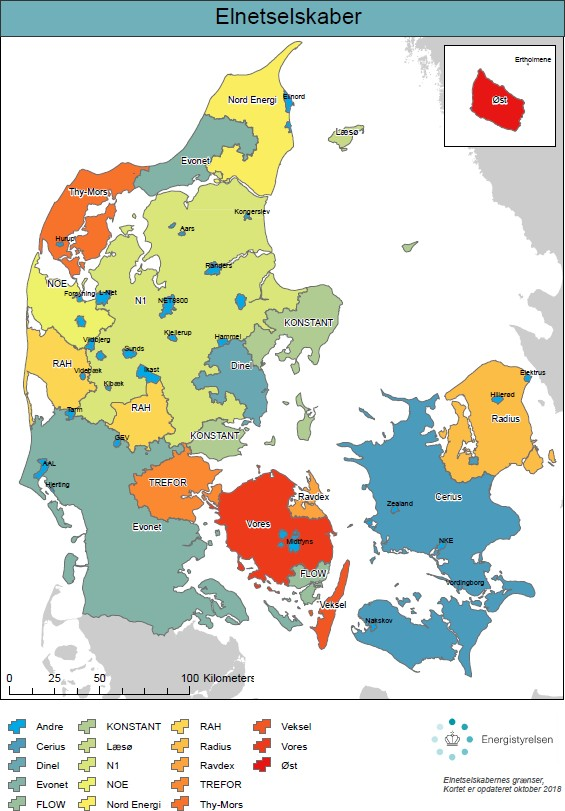 Elnetselskaber
Ertholmene
Øst
Nord Energi
Elinord
Læsø
Evonet
Thy-Mors
Kongerslev
Aars
Hurup
Randers
NOE
Forsyning
L-Net
N1
NET8800
KONSTANT
Kjellerup
Hammel
Vildbjerg
Sunds
Dinel
RAH
Videbæk
Ikast
Elektrus
Kibæk
Hillerød
RAH
Tarm
Radius
KONSTANT
GEV
AAL
TREFOR
Hjerting
Ravdex
Cerius
Zealand
Evonet
Vores
Midtfyns
NKE
FLOW
Vordingborg
Veksel
Nakskov
0 25 50 100 Kilometers
Andre
Cerius
Dinel
Evonet
FLOW
KONSTANT
Læsø
N1
NOE
Nord Energi
RAH
Radius
Ravdex
TREFOR
Thy-Mors
Veksel
Vores
Øst
Energistyrelsen
Elnetselskabernes grænser,
Kortet er opdateret oktober 2018